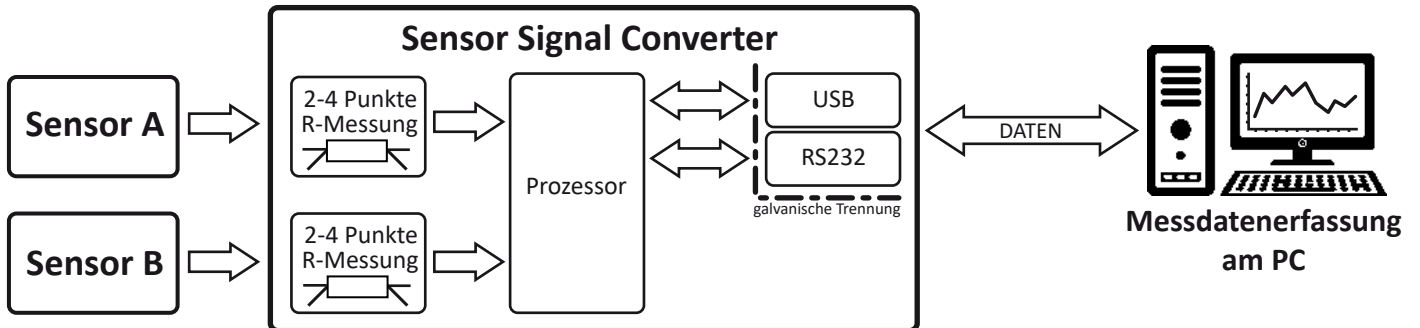 Sensor Signal Converter
Sensor A
2-4 Punkte
R-Messung
Prozessor
USB
RS232
galvanische Trennung
DATEN
Messdatenerfassung
am PC
Sensor B
2-4 Punkte
R-Messung